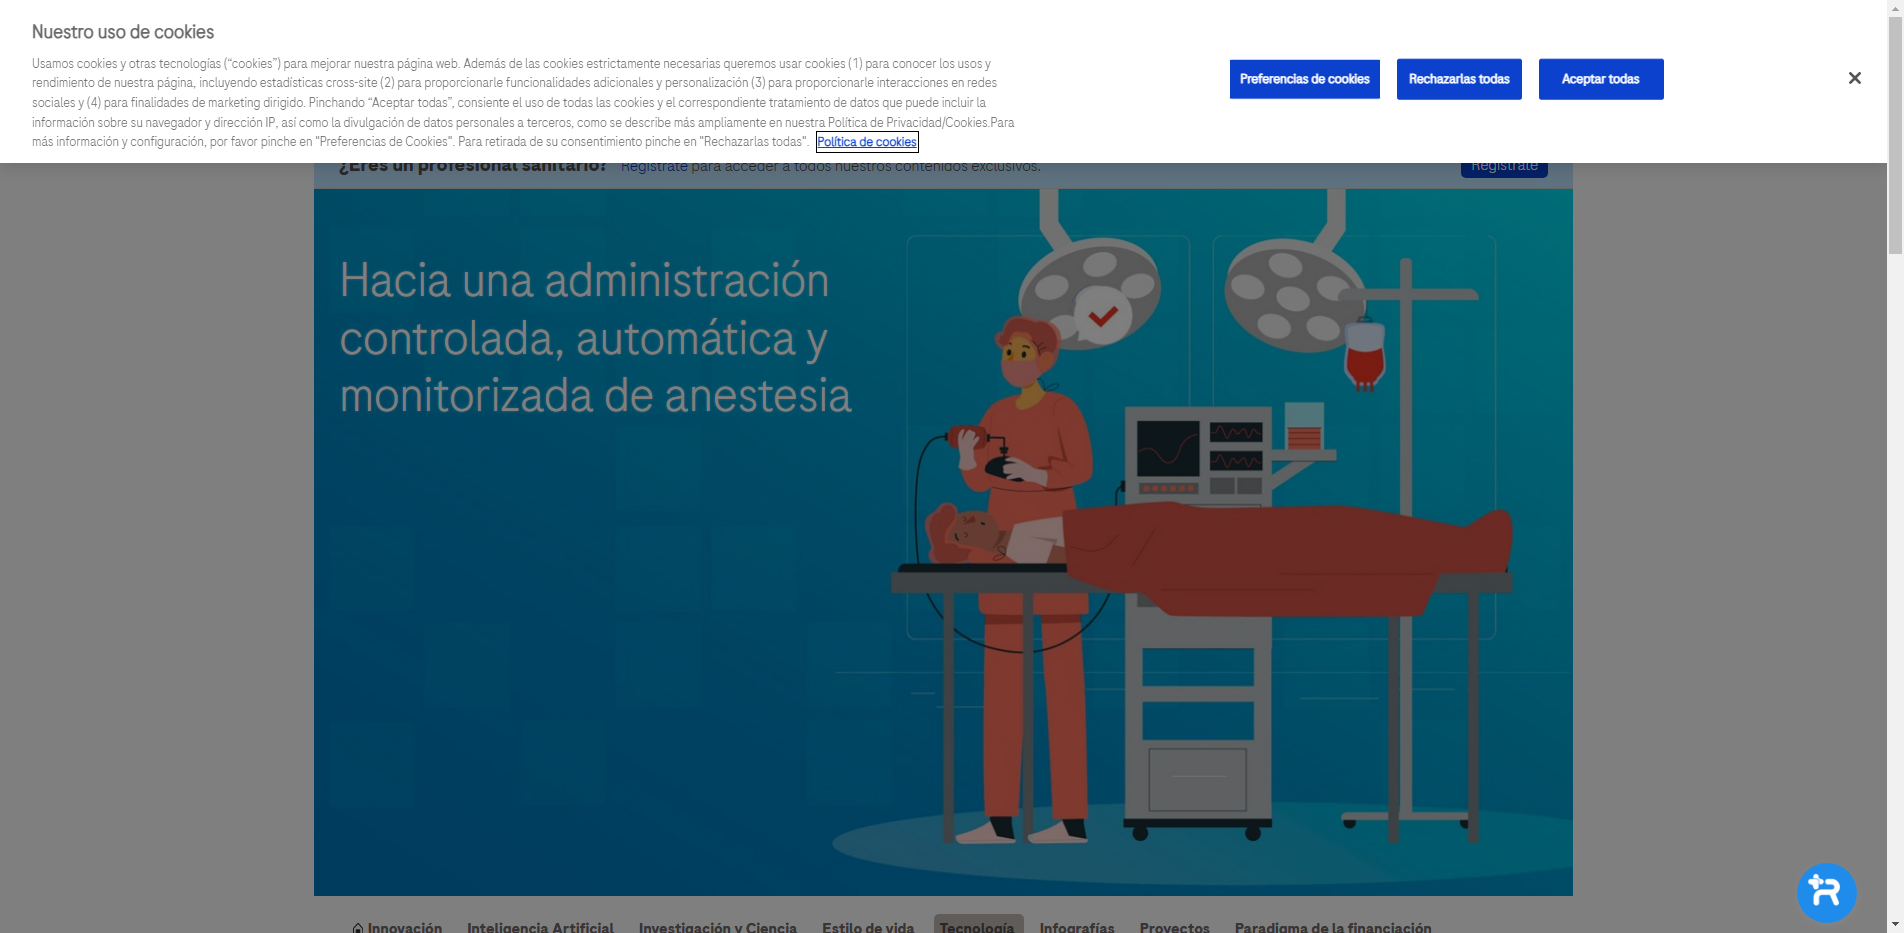 Nuestro uso de cookies
Usamos cookies y otras tecnologías (“cookies”) para mejorar nuestra página web. Además de las cookies estrictamente necesarias queremos usar cookies (1) para conocer los usos y
rendimiento de nuestra página, incluyendo estadísticas cross-site (2) para proporcionarle funcionalidades adicionales y personalización (3) para proporcionarle interacciones en redes
sociales y (4) para finalidades de marketing dirigido. Pinchando “Aceptar todas”, consiente el uso de todas las cookies y el correspondiente tratamiento de datos que puede incluir la
información sobre su navegador y dirección IP, así como la divulgación de datos personales a terceros, como se describe más ampliamente en nuestra Política de Privacidad/Cookies.Para
más información y configuración, por favor pinche en "Preferencias de Cookies". Para retirada de su consentimiento pinche en "Rechazarlas todas". Política de cookies
Preferencias de cookies Rechazarlas todas Aceptar todas
¿Eres un profesional sanitario? Regístrate para acceder a todos nuestros contenidos exclusivos. Regístrate
Hacia una administración
controlada, automática y
monitorizada de anestesia
Innovación Inteligencia Artificial Investigación y Ciencia Estilo de vida Tecnología Infografías Proyectos Paradigma de la financiación